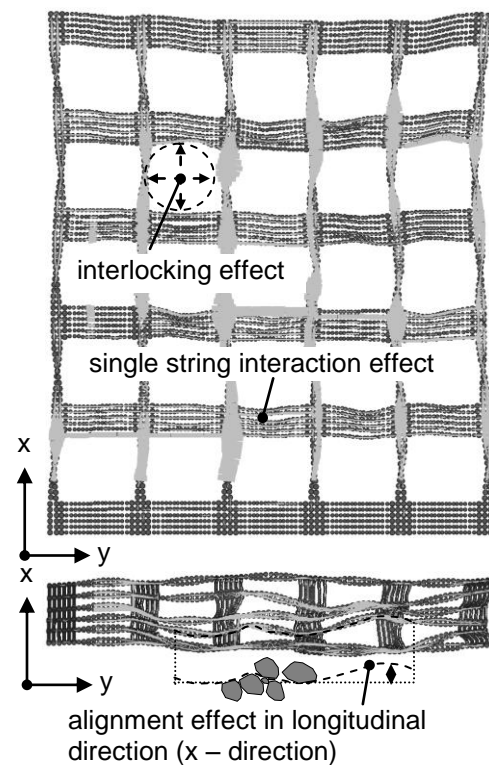 interlocking effect
single string interaction effect
x
y
x
y
alignment effect in longitudinal
direction (x – direction)